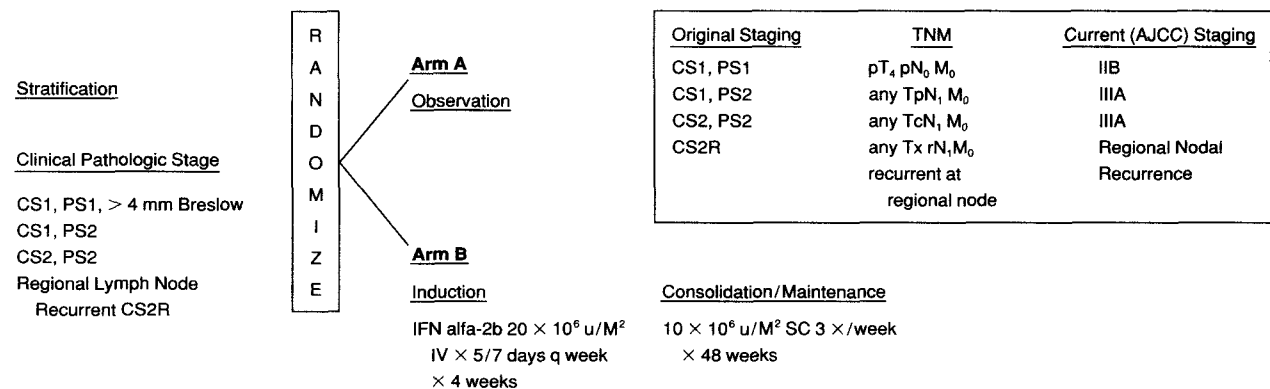 Stratification
Clinical Pathologic Stage
CS1, PS1, > 4 mm Breslow
CS1, PS2
CS2, PS2
Regional Lymph Node
Recurrent CS2R
R
A
N
D
O
M
I
Z
E
Arm A
Observation
Arm B
Induction
IFN alfa-2b 20 × 10⁶ u/M²
IV × 5/7 days q week
× 4 weeks
Consolidation/Maintenance
10 × 10⁶ u/M² SC 3 ×/week
× 48 weeks
Original Staging TNM Current (AJCC) Staging
CS1, PS1 pT₄ pN₀ M₀ IIB
CS1, PS2 any TpN₁ M₀ IIIA
CS2, PS2 any TcN₁ M₀ IIIA
CS2R any Tx rN₁M₀ Regional Nodal
recurrent at Recurrence
regional node